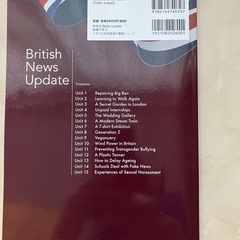 9784764740747
1921082026005
British
News
Update
Contents
Unit 1 Repairing Big Ben
Unit 2 Learning to Walk Again
Unit 3 A Secret Garden in London
Unit 4 Unpaid Internships
Unit 5 The Wedding Gallery
Unit 6 A Modern Steam Train
Unit 7 A T-shirt Exhibition
Unit 8 Generation Z
Unit 9 Veganuary
Unit 10 Wind Power in Britain
Unit 11 Preventing Transgender Bullying
Unit 12 A Plastic Tenner
Unit 13 How to Delay Ageing
Unit 14 Schools Deal with Fake News
Unit 15 Experiences of Sexual Harassment